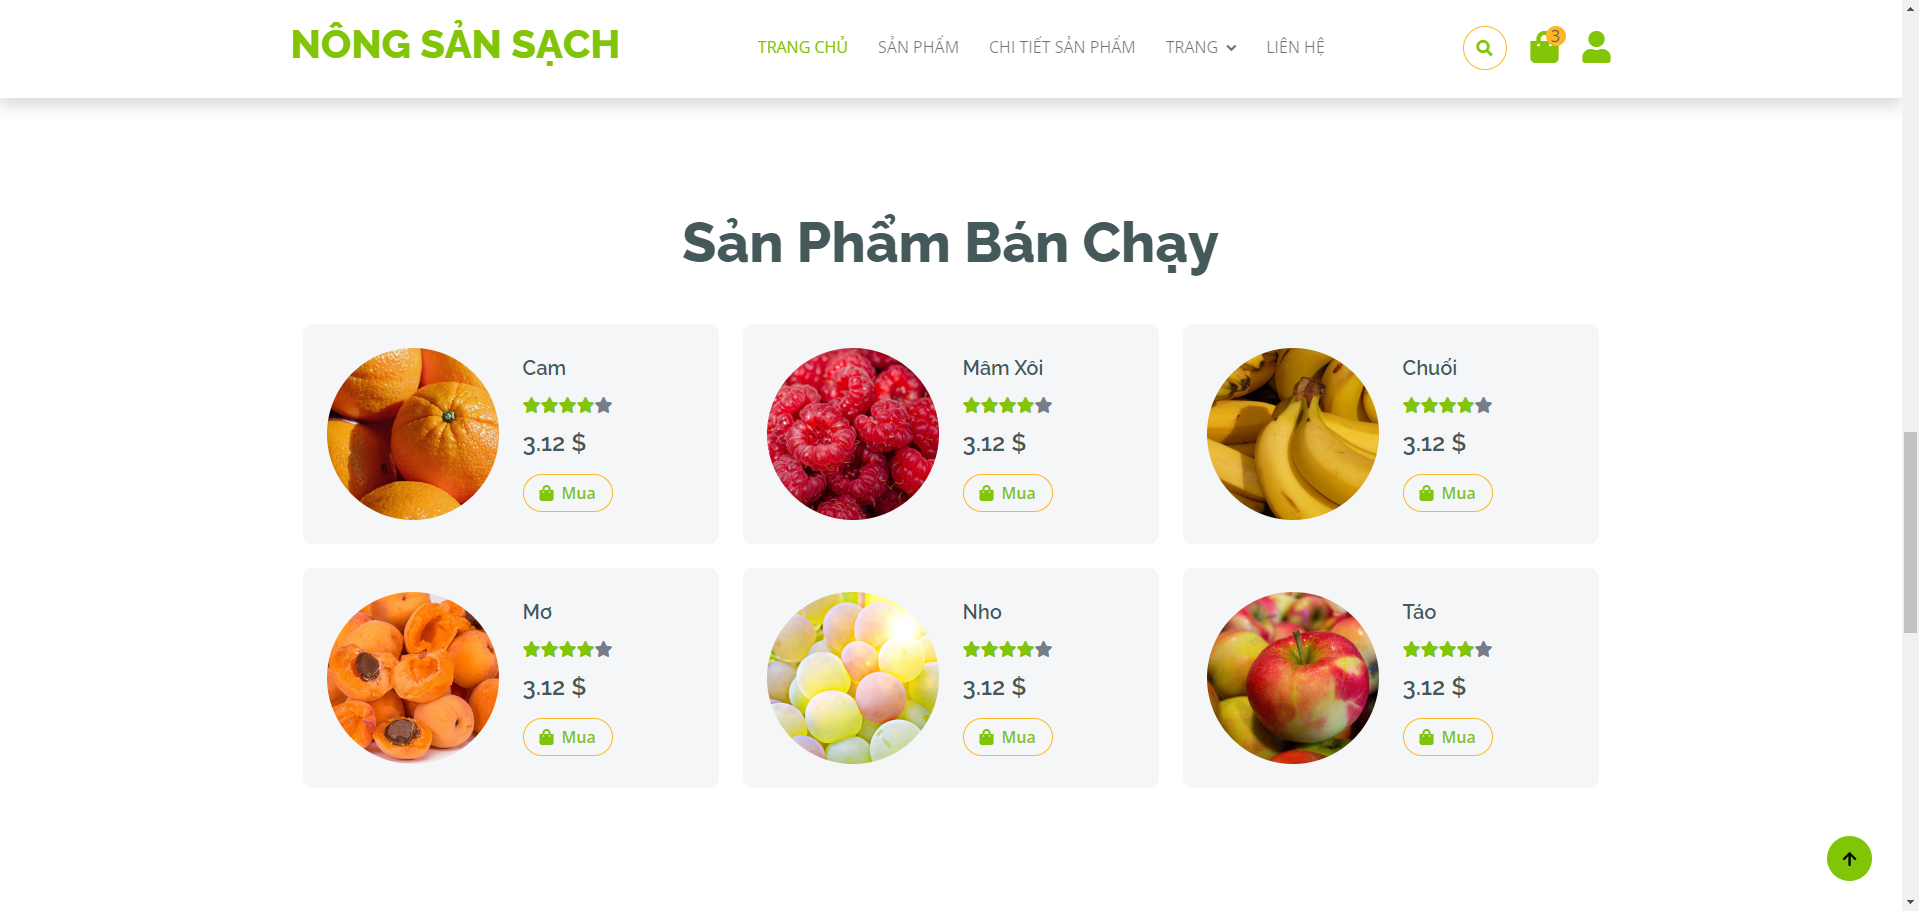 NÔNG SẢN SẠCH
TRANG CHỦ SẢN PHẨM CHI TIẾT SẢN PHẨM TRANG LIÊN HỆ
3
Sản Phẩm Bán Chạy
Cam
3.12 $
Mua
Mâm Xôi
3.12 $
Mua
Chuối
3.12 $
Mua
Mơ
3.12 $
Mua
Nho
3.12 $
Mua
Táo
3.12 $
Mua